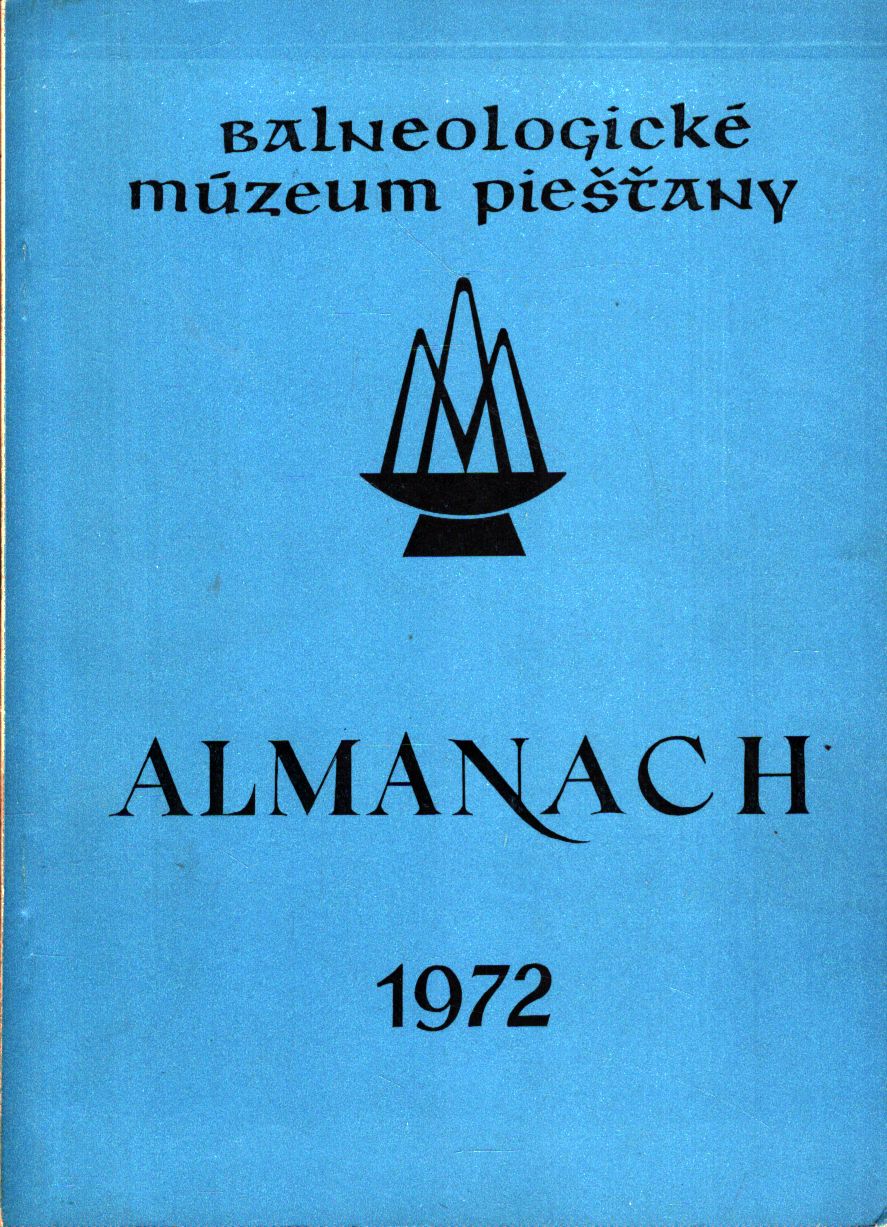 Balneologické
múzeum piešťany
ALMANACH
1972